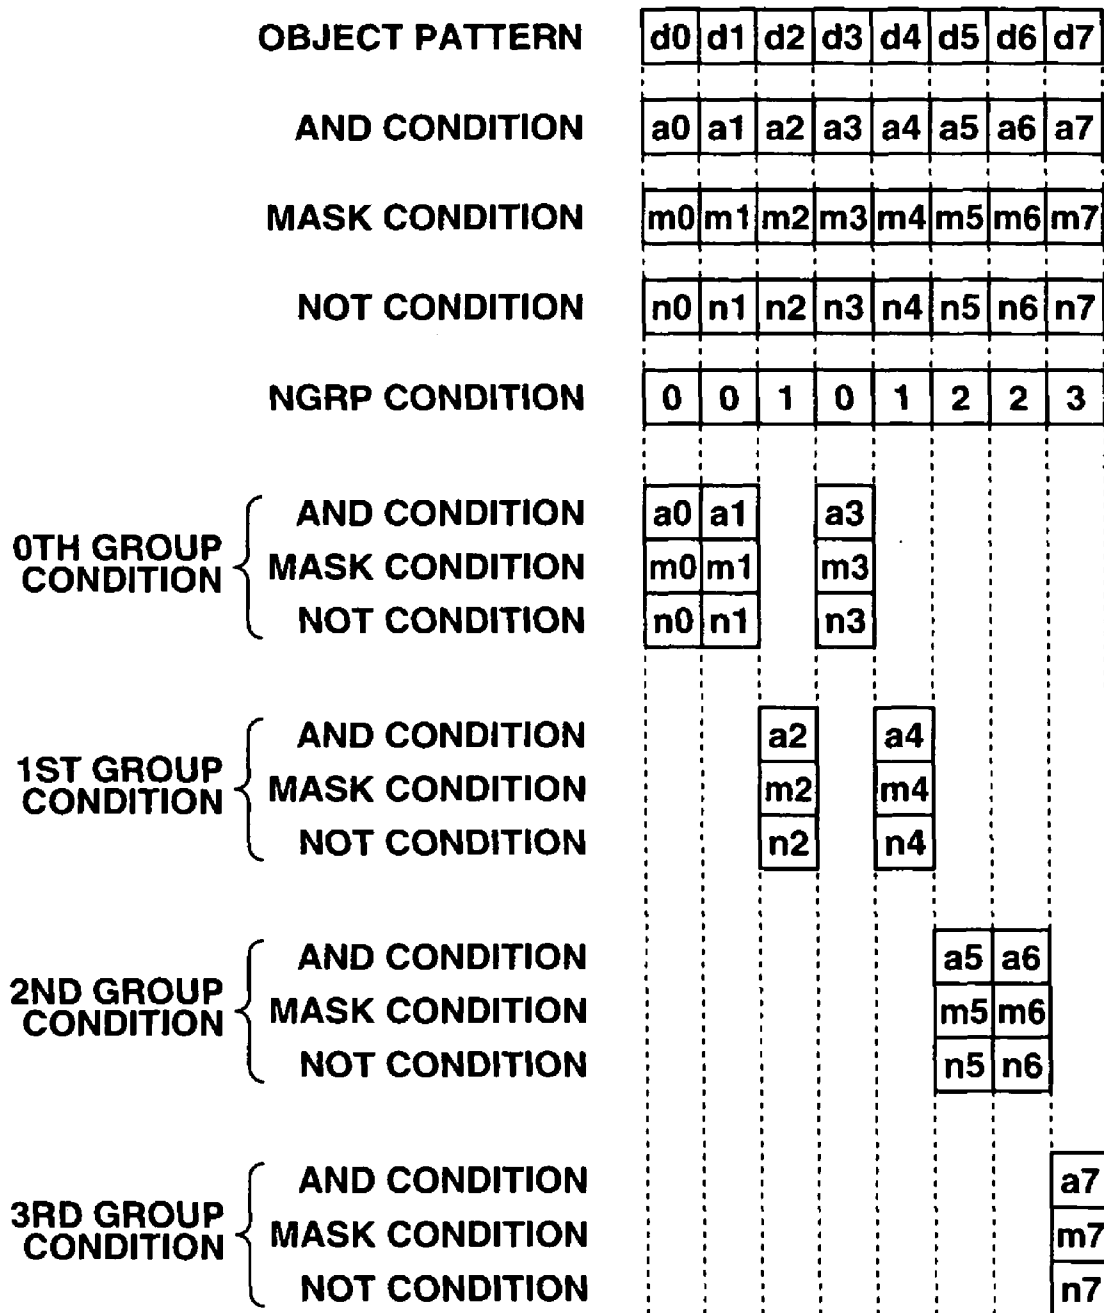 OBJECT PATTERN d0 d1 d2 d3 d4 d5 d6 d7
AND CONDITION a0 a1 a2 a3 a4 a5 a6 a7
MASK CONDITION m0 m1 m2 m3 m4 m5 m6 m7
NOT CONDITION n0 n1 n2 n3 n4 n5 n6 n7
NGRP CONDITION 0 0 1 0 1 2 2 3
0TH GROUP CONDITION
AND CONDITION a0 a1 a3
MASK CONDITION m0 m1 m3
NOT CONDITION n0 n1 n3
1ST GROUP CONDITION
AND CONDITION a2 a4
MASK CONDITION m2 m4
NOT CONDITION n2 n4
2ND GROUP CONDITION
AND CONDITION a5 a6
MASK CONDITION m5 m6
NOT CONDITION n5 n6
3RD GROUP CONDITION
AND CONDITION a7
MASK CONDITION m7
NOT CONDITION n7